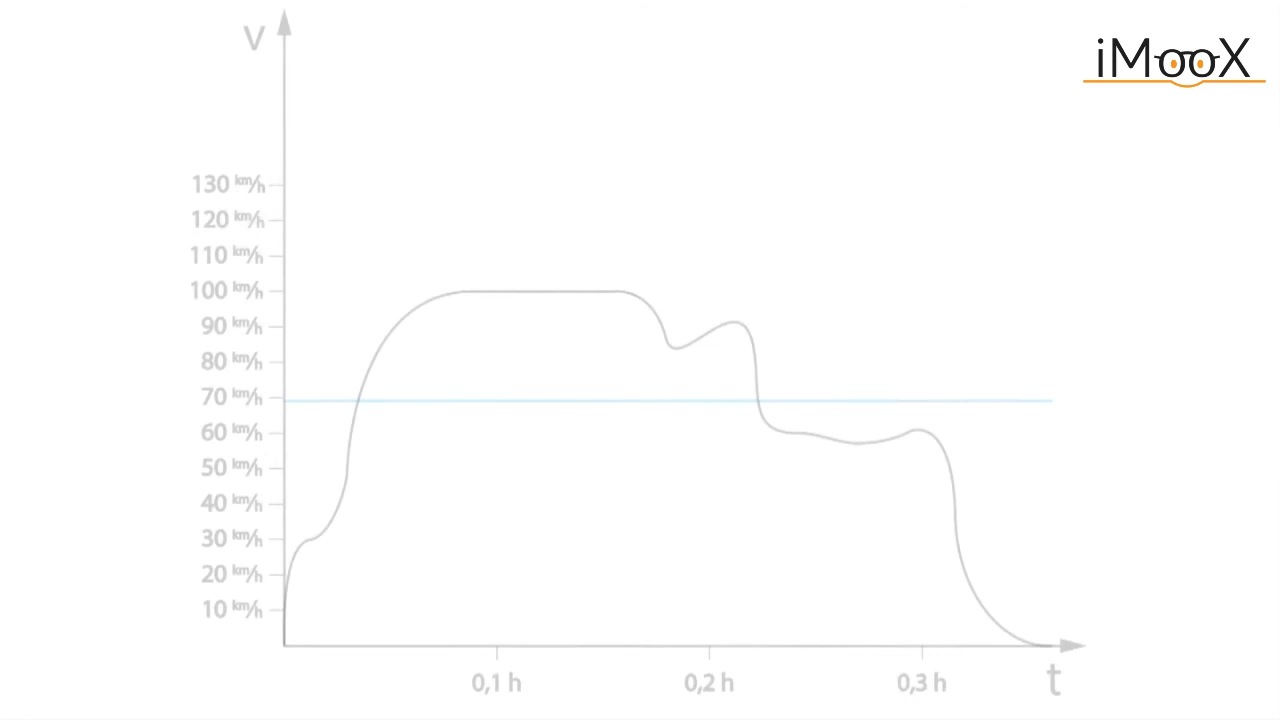 v
iMooX
130 km/h
120 km/h
110 km/h
100 km/h
90 km/h
80 km/h
70 km/h
60 km/h
50 km/h
40 km/h
30 km/h
20 km/h
10 km/h
0,1 h
0,2 h
0,3 h
t